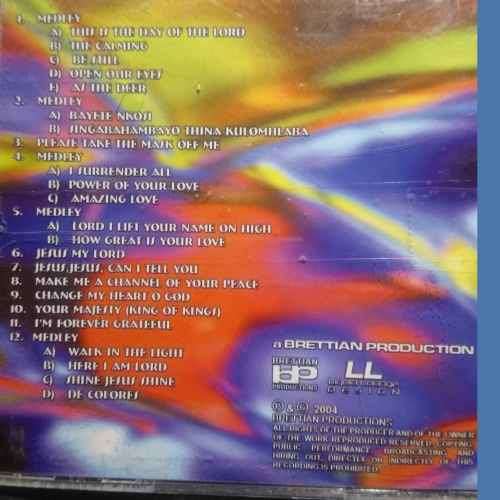 1. MEDLEY
A) THIS IS THE DAY OF THE LORD
B) THE CALMING
C) BE STILL
D) OPEN OUR EYES
E) AS THE DEER
2. MEDLEY
A) BAYETE NKOSI
B) SINGABAHAMBAYO THINA KULOMHLABA
3. PLEASE TAKE THE MASK OFF ME
4. MEDLEY
A) I SURRENDER ALL
B) POWER OF YOUR LOVE
C) AMAZING LOVE
5. MEDLEY
A) LORD I LIFT YOUR NAME ON HIGH
B) HOW GREAT IS YOUR LOVE
6. JESUS MY LORD
7. JESUS,JESUS, CAN I TELL YOU
8. MAKE ME A CHANNEL OF YOUR PEACE
9. CHANGE MY HEART O GOD
10. YOUR MAJESTY (KING OF KINGS)
11. I'M FOREVER GRATEFUL
12. MEDLEY
A) WALK IN THE LIGHT
B) HERE I AM LORD
C) SHINE JESUS SHINE
D) DE COLORES
a BRETTIAN PRODUCTION
BRETTIAN
bp
PRODUCTIONS
LL
DESIGN
℗ & © 2004
BRETTIAN PRODUCTIONS
ALL RIGHTS OF THE PRODUCER AND OF THE OWNER
OF THE WORK REPRODUCED RESERVED. COPYING,
PUBLIC PERFORMANCE, BROADCASTING AND
HIRING OUT, DIRECTLY OR INDIRECTLY OF THIS
RECORDING IS PROHIBITED